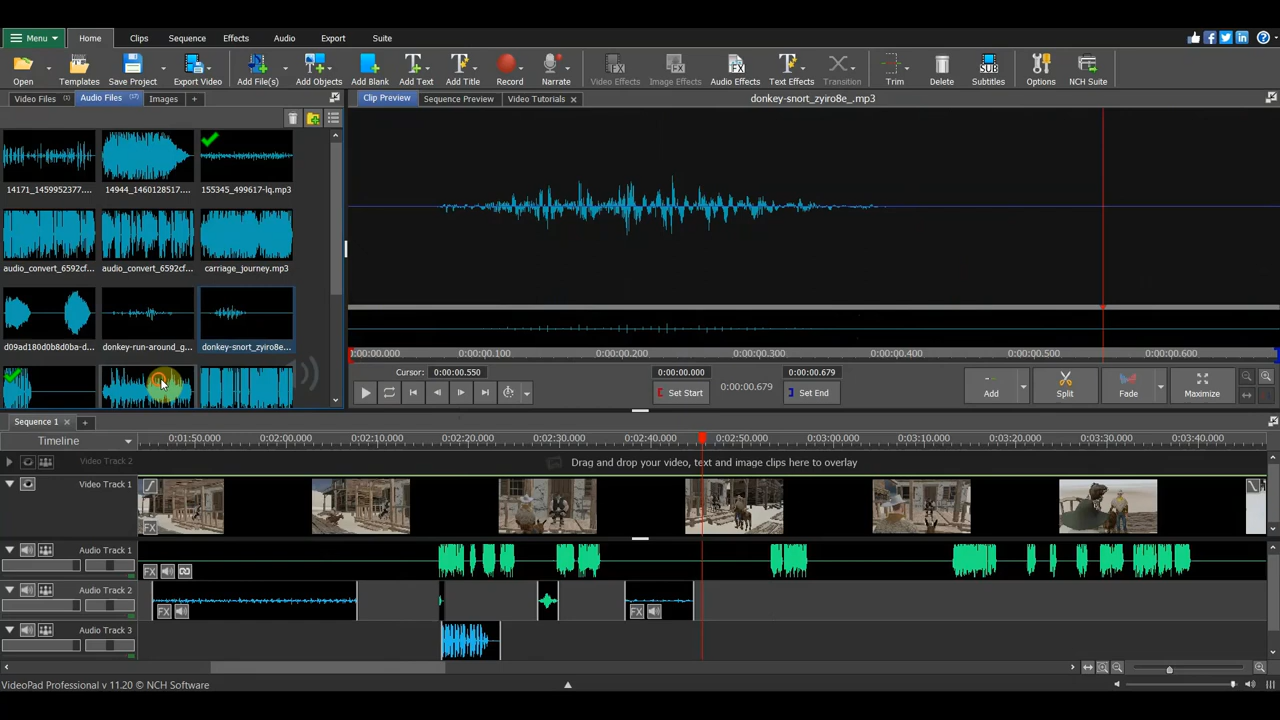 Menu Home Clips Sequence Effects Audio Export Suite
Open Templates Save Project Export Video Add File(s) Add Objects Add Blank Add Text Add Title Record Narrate Video Effects Image Effects Audio Effects Text Effects Transition Trim Delete Subtitles Options NCH Suite
Video Files (1) Audio Files (17) Images + Clip Preview Sequence Preview Video Tutorials donkey-snort_zyiro8e_.mp3
14171_1459952377.... 14944_1460128517.... 155345_499617-lq.mp3
audio_convert_6592cf... audio_convert_6592cf... carriage_journey.mp3
d09ad180d0b8d0ba-d... donkey-run-around_g... donkey-snort_zyiro8e...
0:00:00.000 0:00:00.100 0:00:00.200 0:00:00.300 0:00:00.400 0:00:00.500 0:00:00.600
Cursor: 0:00:00.550 0:00:00.000 0:00:00.679
Set Start 0:00:00.679 Set End Add Split Fade Maximize
Sequence 1
Timeline 0:01:50.000 0:02:00.000 0:02:10.000 0:02:20.000 0:02:30.000 0:02:40.000 0:02:50.000 0:03:00.000 0:03:10.000 0:03:20.000 0:03:30.000 0:03:40.000
Video Track 2 Drag and drop your video, text and image clips here to overlay
Video Track 1
FX
Audio Track 1
FX
Audio Track 2
FX FX
Audio Track 3
VideoPad Professional v 11.20 © NCH Software